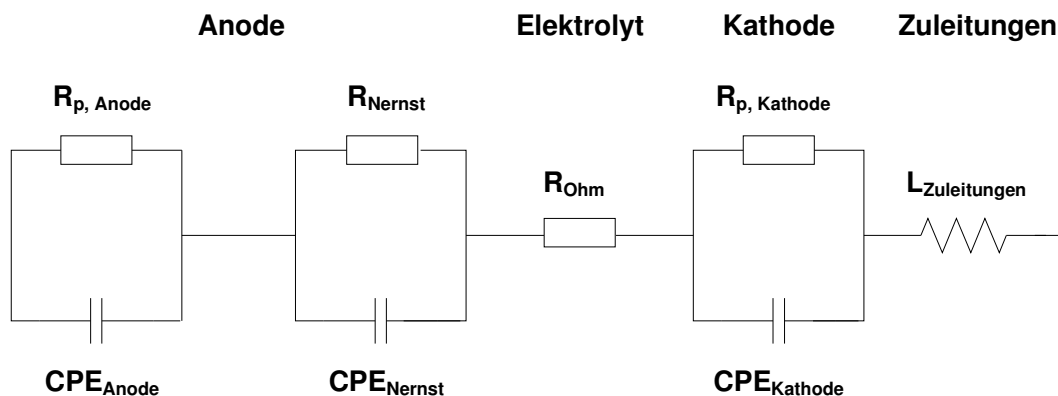 Anode Elektrolyt Kathode Zuleitungen
Rp, Anode RNernst Rp, Kathode
ROhm LZuleitungen
CPEAnode CPENernst CPEKathode